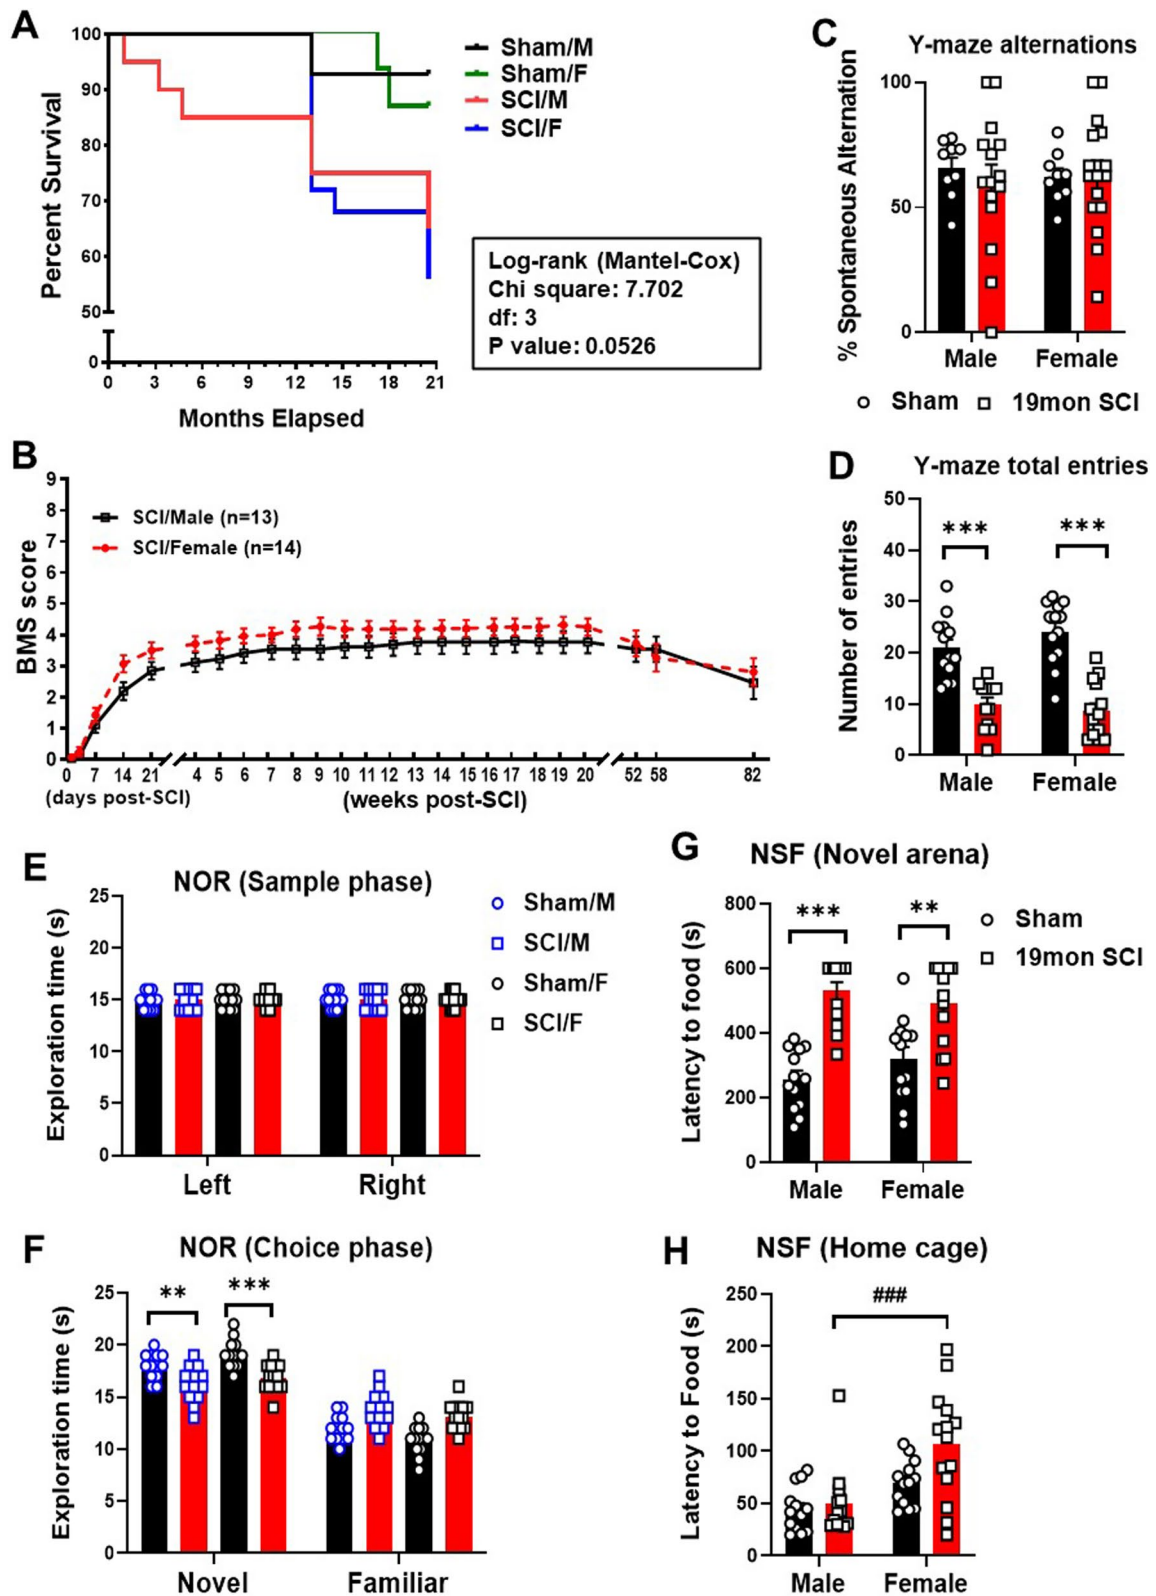 A
100
90
80
70
60
50
0
Percent Survival
0 3 6 9 12 15 18 21
Months Elapsed
Sham/M
Sham/F
SCI/M
SCI/F
Log-rank (Mantel-Cox)
Chi square: 7.702
df: 3
P value: 0.0526
C
Y-maze alternations
% Spontaneous Alternation
100
50
0
Male Female
Sham 19mon SCI
B
BMS score
9
8
7
6
5
4
3
2
1
0
SCI/Male (n=13)
SCI/Female (n=14)
0 7 14 21 4 5 6 7 8 9 10 11 12 13 14 15 16 17 18 19 20 52 58 82
(days post-SCI) (weeks post-SCI)
D
Y-maze total entries
Number of entries
50
40
30
20
10
0
*** ***
Male Female
E
NOR (Sample phase)
Exploration time (s)
25
20
15
10
5
0
Left Right
Sham/M
SCI/M
Sham/F
SCI/F
G
NSF (Novel arena)
Latency to food (s)
800
600
400
200
0
*** **
Male Female
Sham
19mon SCI
F
NOR (Choice phase)
Exploration time (s)
25
20
15
10
5
0
** ***
Novel Familiar
H
NSF (Home cage)
Latency to Food (s)
250
200
150
100
50
0
###
Male Female